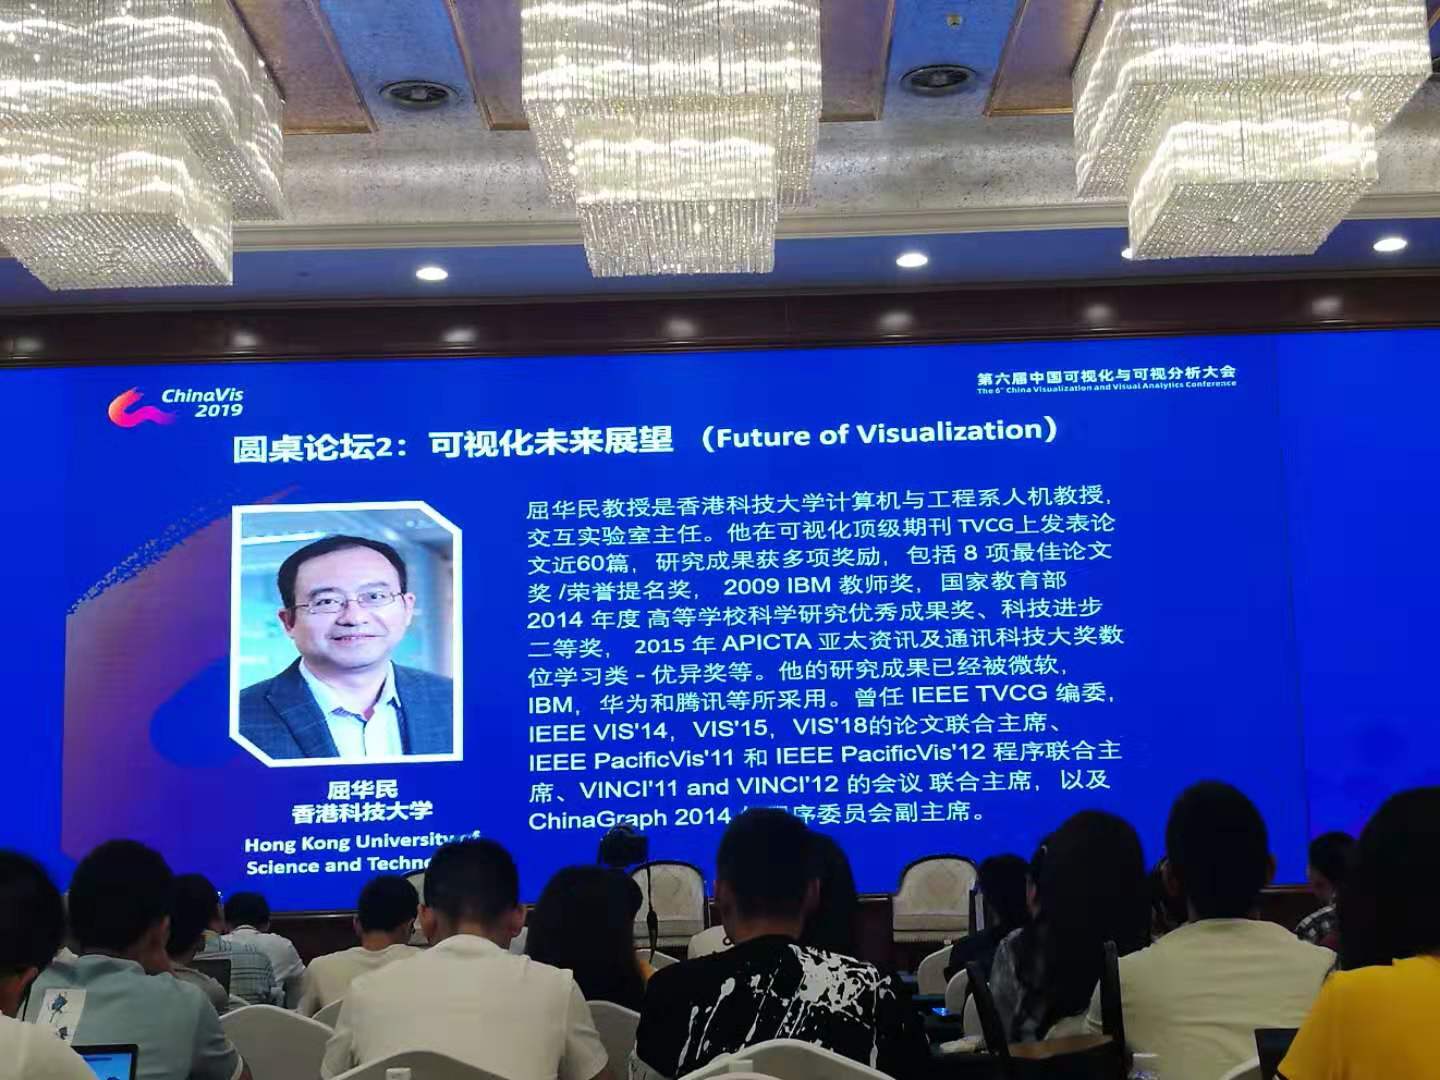 ChinaVis
2019
第六届中国可视化与可视分析大会
The 6th China Visualization and Visual Analytics Conference
圆桌论坛2：可视化未来展望 （Future of Visualization）
屈华民教授是香港科技大学计算机与工程系人机教授，
交互实验室主任。他在可视化顶级期刊 TVCG上发表论
文近60篇，研究成果获多项奖励，包括 8 项最佳论文
奖 /荣誉提名奖， 2009 IBM 教师奖，国家教育部
2014 年度 高等学校科学研究优秀成果奖、科技进步
二等奖， 2015 年 APICTA 亚太资讯及通讯科技大奖数
位学习类 - 优异奖等。他的研究成果已经被微软，
IBM，华为和腾讯等所采用。曾任 IEEE TVCG 编委，
IEEE VIS'14，VIS'15，VIS'18的论文联合主席、
IEEE PacificVis'11 和 IEEE PacificVis'12 程序联合主
席、VINCI'11 and VINCI'12 的会议 联合主席，以及
ChinaGraph 2014 序委员会副主席。
屈华民
香港科技大学
Hong Kong University of
Science and Techno